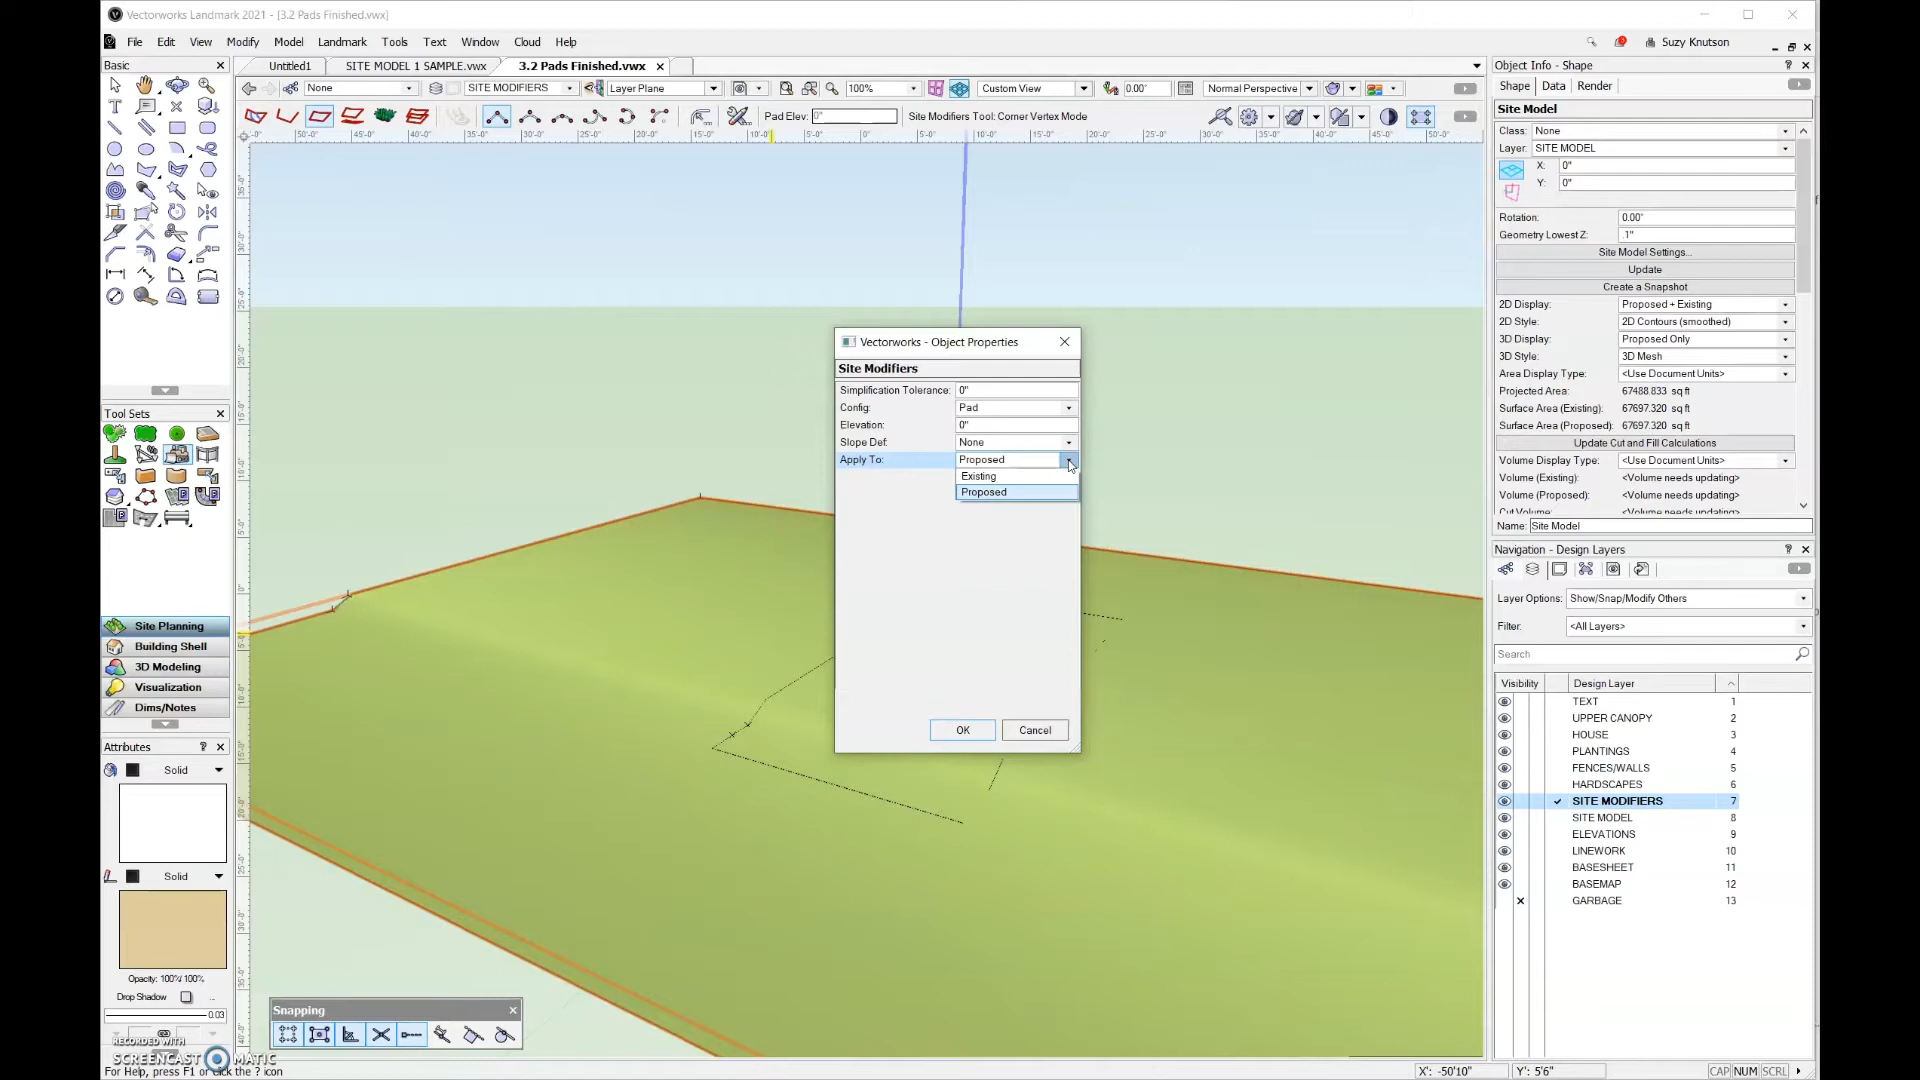 Vectorworks Landmark 2021 - [3.2 Pads Finished.vwx]
File Edit View Modify Model Landmark Tools Text Window Cloud Help
Suzy Knutson
Basic
Untitled1 SITE MODEL 1 SAMPLE.vwx 3.2 Pads Finished.vwx
None SITE MODIFIERS Layer Plane 100% Custom View 0.00° Normal Perspective
Pad Elev: 0" Site Modifiers Tool: Corner Vertex Mode
Tool Sets
Site Planning
Building Shell
3D Modeling
Visualization
Dims/Notes
Attributes
Solid
Solid
Opacity: 100%/ 100%
Drop Shadow ...
0.03
RECORDED WITH
SCREENCAST MATIC
For Help, press F1 or click the ? icon
Snapping
Vectorworks - Object Properties
Site Modifiers
Simplification Tolerance: 0"
Config: Pad
Elevation: 0"
Slope Def: None
Apply To: Proposed
Existing
Proposed
OK Cancel
Object Info - Shape
Shape Data Render
Site Model
Class: None
Layer: SITE MODEL
X: 0"
Y: 0"
Rotation: 0.00°
Geometry Lowest Z: .1"
Site Model Settings...
Update
Create a Snapshot
2D Display: Proposed + Existing
2D Style: 2D Contours (smoothed)
3D Display: Proposed Only
3D Style: 3D Mesh
Area Display Type: <Use Document Units>
Projected Area: 67488.833 sq ft
Surface Area (Existing): 67697.320 sq ft
Surface Area (Proposed): 67697.320 sq ft
Update Cut and Fill Calculations
Volume Display Type: <Use Document Units>
Volume (Existing): <Volume needs updating>
Volume (Proposed): <Volume needs updating>
Cut Volume: <Volume needs updating>
Name: Site Model
Navigation - Design Layers
Layer Options: Show/Snap/Modify Others
Filter: <All Layers>
Search
Visibility Design Layer
TEXT 1
UPPER CANOPY 2
HOUSE 3
PLANTINGS 4
FENCES/WALLS 5
HARDSCAPES 6
SITE MODIFIERS 7
SITE MODEL 8
ELEVATIONS 9
LINEWORK 10
BASESHEET 11
BASEMAP 12
GARBAGE 13
X': -50'10" Y': 5'6" CAP NUM SCRL